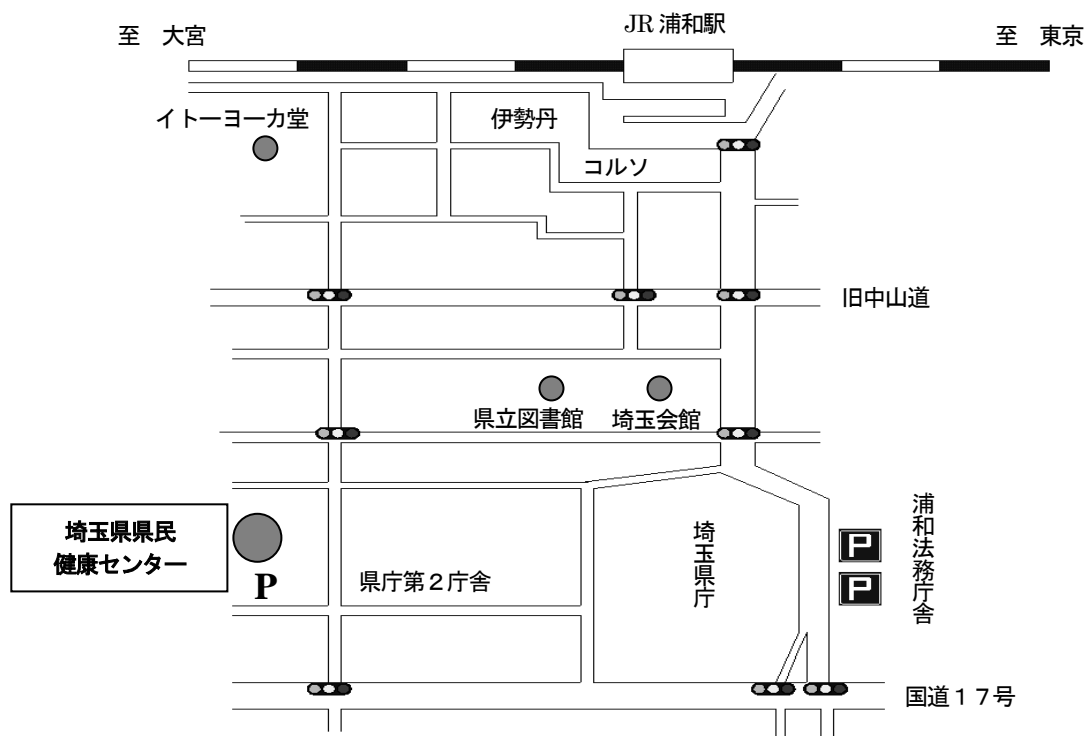 JR 浦和駅
至　大宮
至　東京
イトーヨーカ堂
伊勢丹
コルソ
旧中山道
県立図書館
埼玉会館
埼玉県県民
健康センター
P
県庁第２庁舎
埼玉県庁
P
P
浦和法務庁舎
国道１７号